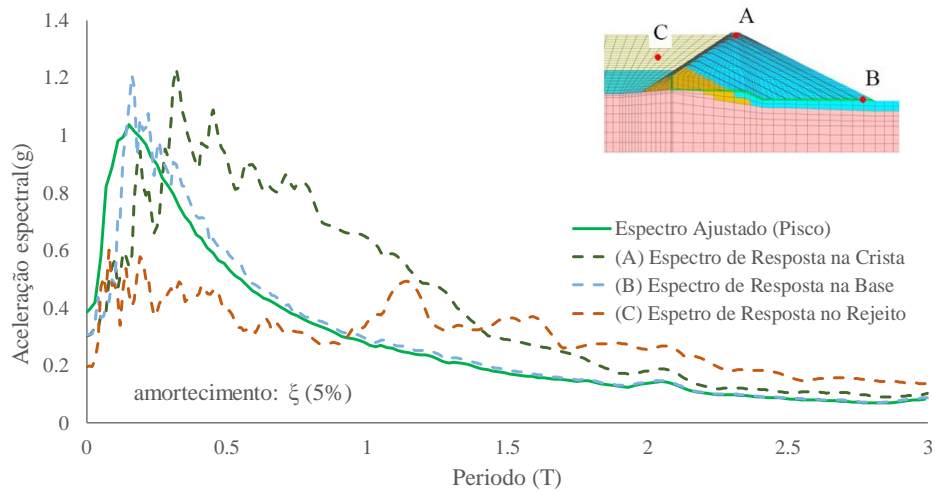 1.4
1.2
1
0.8
0.6
0.4
0.2
0
Aceleração espectral(g)
A
C
B
Espectro Ajustado (Pisco)
(A) Espectro de Resposta na Crista
(B) Espectro de Resposta na Base
(C) Espetro de Resposta no Rejeito
amortecimento: ξ (5%)
0 0.5 1 1.5 2 2.5 3
Periodo (T)